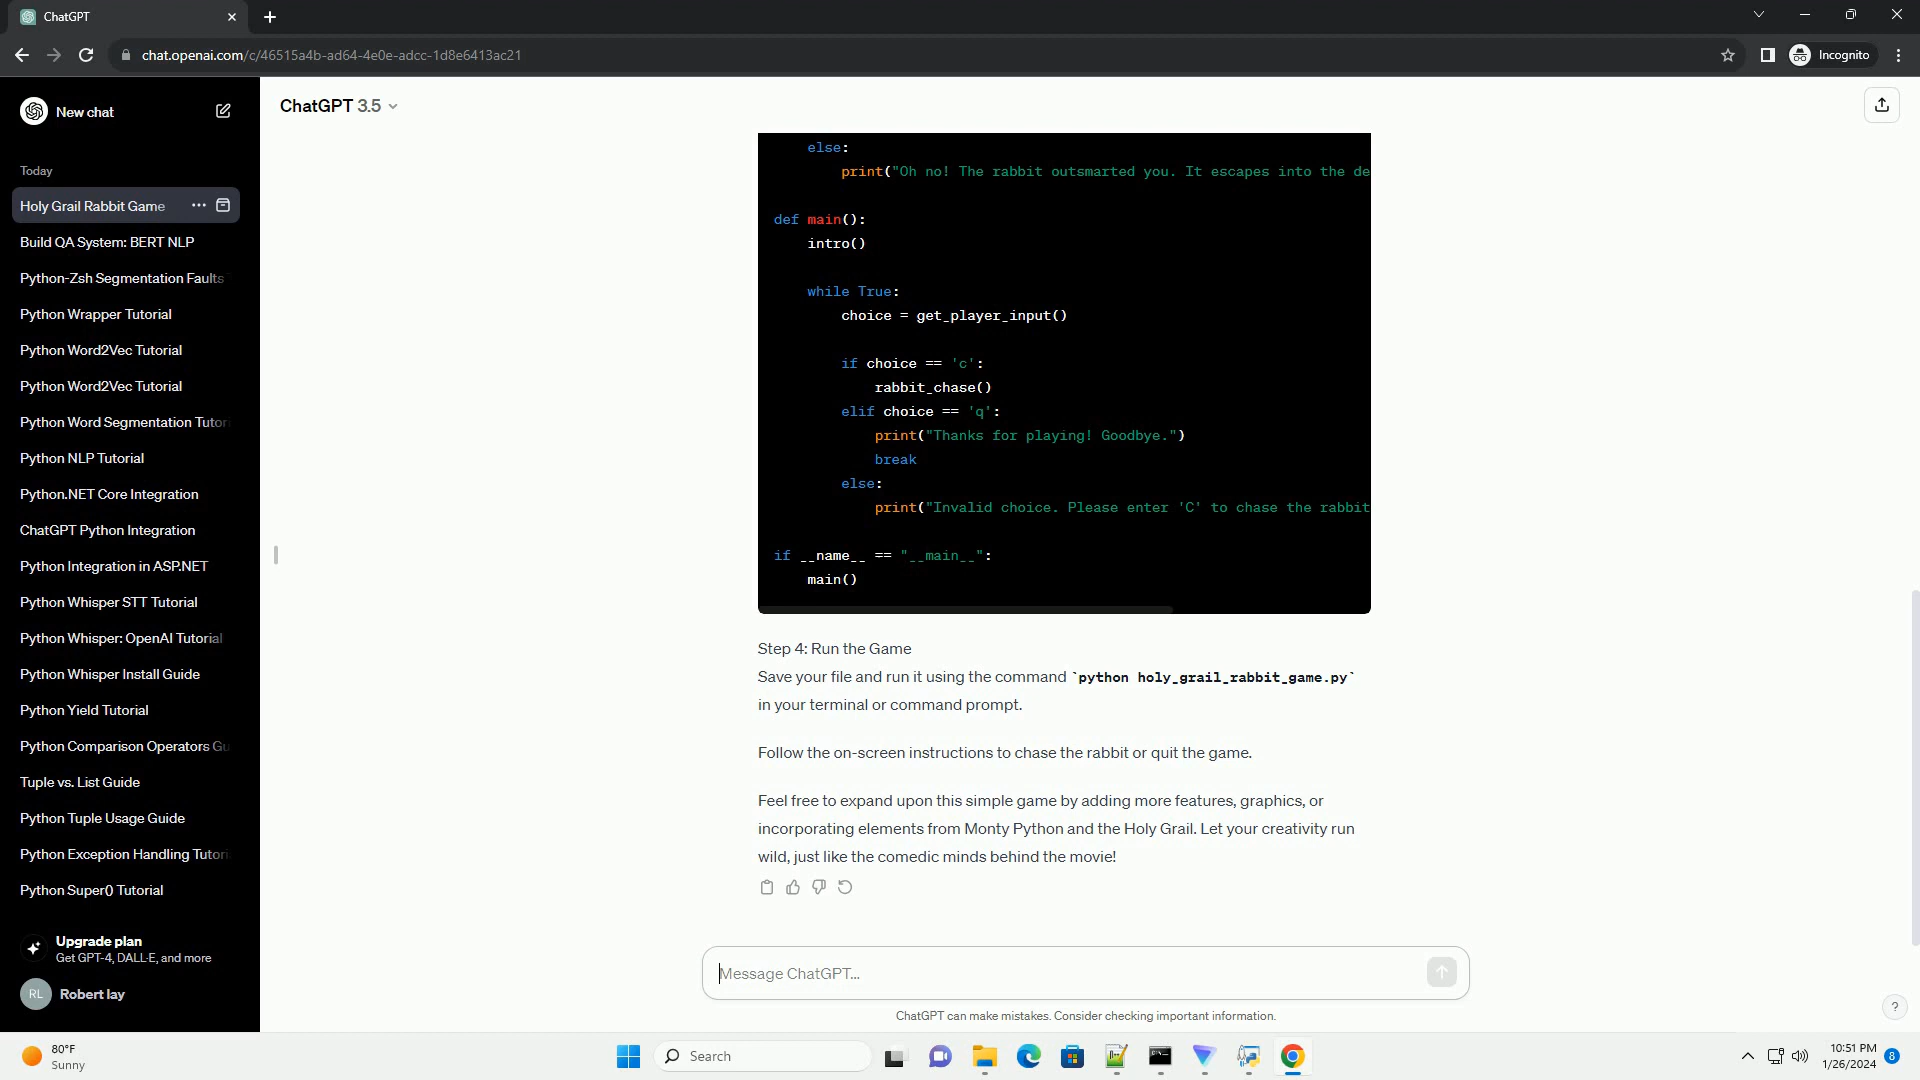 ChatGPT
chat.openai.com/c/46515a4b-ad64-4e0e-adcc-1d8e6413ac21
Incognito
New chat
ChatGPT 3.5
Today
Holy Grail Rabbit Game
Build QA System: BERT NLP
Python-Zsh Segmentation Faults
Python Wrapper Tutorial
Python Word2Vec Tutorial
Python Word2Vec Tutorial
Python Word Segmentation Tutori
Python NLP Tutorial
Python.NET Core Integration
ChatGPT Python Integration
Python Integration in ASP.NET
Python Whisper STT Tutorial
Python Whisper: OpenAI Tutorial
Python Whisper Install Guide
Python Yield Tutorial
Python Comparison Operators Gu
Tuple vs. List Guide
Python Tuple Usage Guide
Python Exception Handling Tutori
Python Super() Tutorial
Upgrade plan
Get GPT-4, DALL·E, and more
RL
Robert lay
else:
print("Oh no! The rabbit outsmarted you. It escapes into the de
def main():
intro()
while True:
choice = get_player_input()
if choice == 'c':
rabbit_chase()
elif choice == 'q':
print("Thanks for playing! Goodbye.")
break
else:
print("Invalid choice. Please enter 'C' to chase the rabbit
if __name__ == "__main__":
main()
Step 4: Run the Game
Save your file and run it using the command `python holy_grail_rabbit_game.py`
in your terminal or command prompt.
Follow the on-screen instructions to chase the rabbit or quit the game.
Feel free to expand upon this simple game by adding more features, graphics, or
incorporating elements from Monty Python and the Holy Grail. Let your creativity run
wild, just like the comedic minds behind the movie!
Message ChatGPT...
ChatGPT can make mistakes. Consider checking important information.
?
80°F
Sunny
Search
10:51 PM
1/26/2024
8